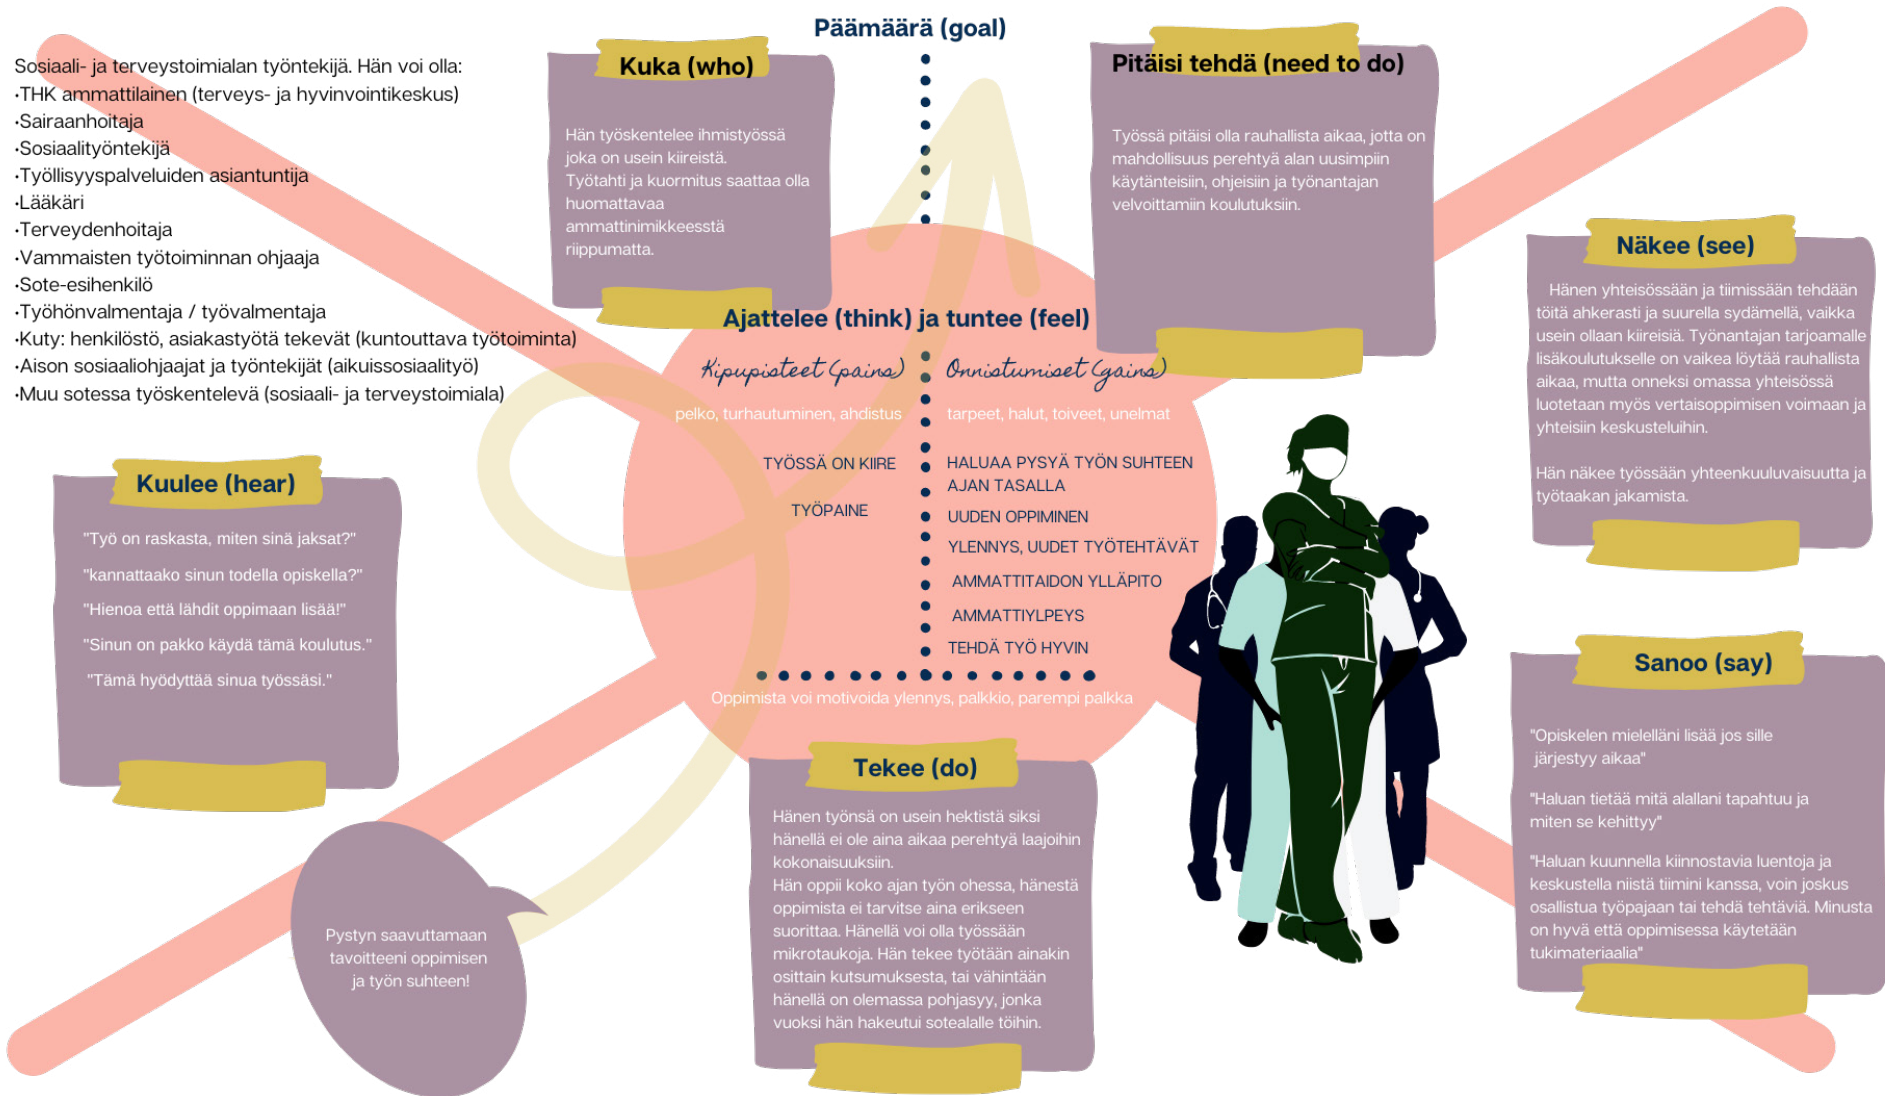 Päämäärä (goal)
Sosiaali- ja terveystoimialan työntekijä. Hän voi olla:
•THK ammattilainen (terveys- ja hyvinvointikeskus)
•Sairaanhoitaja
•Sosiaalityöntekijä
•Työllisyyspalveluiden asiantuntija
•Lääkäri
•Terveydenhoitaja
•Vammaisten työtoiminnan ohjaaja
•Sote-esihenkilö
•Työhönvalmentaja / työvalmentaja
•Kuty: henkilöstö, asiakastyötä tekevät (kuntouttava työtoiminta)
•Aison sosiaaliohjaajat ja työntekijät (aikuissosiaalityö)
•Muu sotessa työskentelevä (sosiaali- ja terveystoimiala)
Kuka (who)
Hän työskentelee ihmistyössä
joka on usein kiireistä.
Työtahti ja kuormitus saattaa olla
huomattavaa
ammattinimikkeesstä
riippumatta.
Pitäisi tehdä (need to do)
Työssä pitäisi olla rauhallista aikaa, jotta on
mahdollisuus perehtyä alan uusimpiin
käytänteisiin, ohjeisiin ja työnantajan
velvoittamiin koulutuksiin.
Näkee (see)
Hänen yhteisössään ja tiimissään tehdään
töitä ahkerasti ja suurella sydämellä, vaikka
usein ollaan kiireisiä. Työnantajan tarjoamalle
lisäkoulutukselle on vaikea löytää rauhallista
aikaa, mutta onneksi omassa yhteisössä
luotetaan myös vertaisoppimisen voimaan ja
yhteisiin keskusteluihin.
Hän näkee työssään yhteenkuuluvaisuutta ja
työtaakan jakamista.
Ajattelee (think) ja tuntee (feel)
Kipupisteet (pains)
pelko, turhautuminen, ahdistus
TYÖSSÄ ON KIIRE
TYÖPAINE
Onnistumiset (gains)
tarpeet, halut, toiveet, unelmat
HALUAA PYSYÄ TYÖN SUHTEEN
AJAN TASALLA
UUDEN OPPIMINEN
YLENNYS, UUDET TYÖTEHTÄVÄT
AMMATTITAIDON YLLÄPITO
AMMATTIYLPEYS
TEHDÄ TYÖ HYVIN
Oppimista voi motivoida ylennys, palkkio, parempi palkka
Kuulee (hear)
"Työ on raskasta, miten sinä jaksat?"
"kannattaako sinun todella opiskella?"
"Hienoa että lähdit oppimaan lisää!"
"Sinun on pakko käydä tämä koulutus."
"Tämä hyödyttää sinua työssäsi."
Sanoo (say)
"Opiskelen mielelläni lisää jos sille
järjestyy aikaa"
"Haluan tietää mitä alallani tapahtuu ja
miten se kehittyy"
"Haluan kuunnella kiinnostavia luentoja ja
keskustella niistä tiimini kanssa, voin joskus
osallistua työpajaan tai tehdä tehtäviä. Minusta
on hyvä että oppimisessa käytetään
tukimateriaalia"
Tekee (do)
Hänen työnsä on usein hektistä siksi
hänellä ei ole aina aikaa perehtyä laajoihin
kokonaisuuksiin.
Hän oppii koko ajan työn ohessa, hänestä
oppimista ei tarvitse aina erikseen
suorittaa. Hänellä voi olla työssään
mikrotaukoja. Hän tekee työtään ainakin
osittain kutsumuksesta, tai vähintään
hänellä on olemassa pohjasyy, jonka
vuoksi hän hakeutui sotealalle töihin.
Pystyn saavuttamaan
tavoitteeni oppimisen
ja työn suhteen!